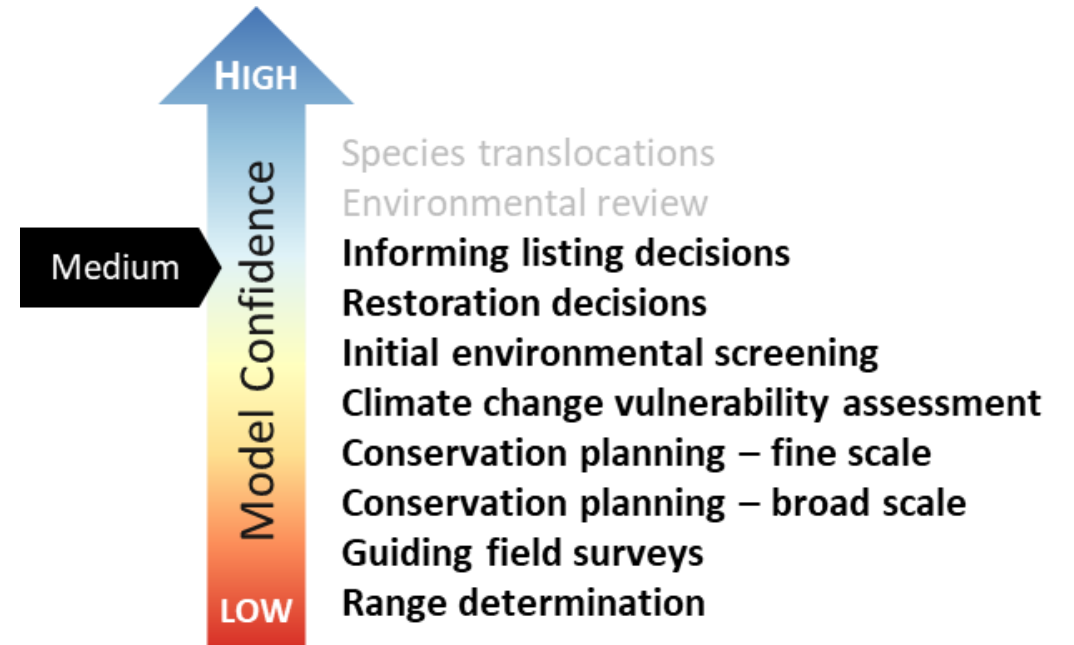 HIGH
Species translocations
Environmental review
Informing listing decisions
Medium
Restoration decisions
Initial environmental screening
Climate change vulnerability assessment
Conservation planning – fine scale
Conservation planning – broad scale
Guiding field surveys
Range determination
Model Confidence
LOW